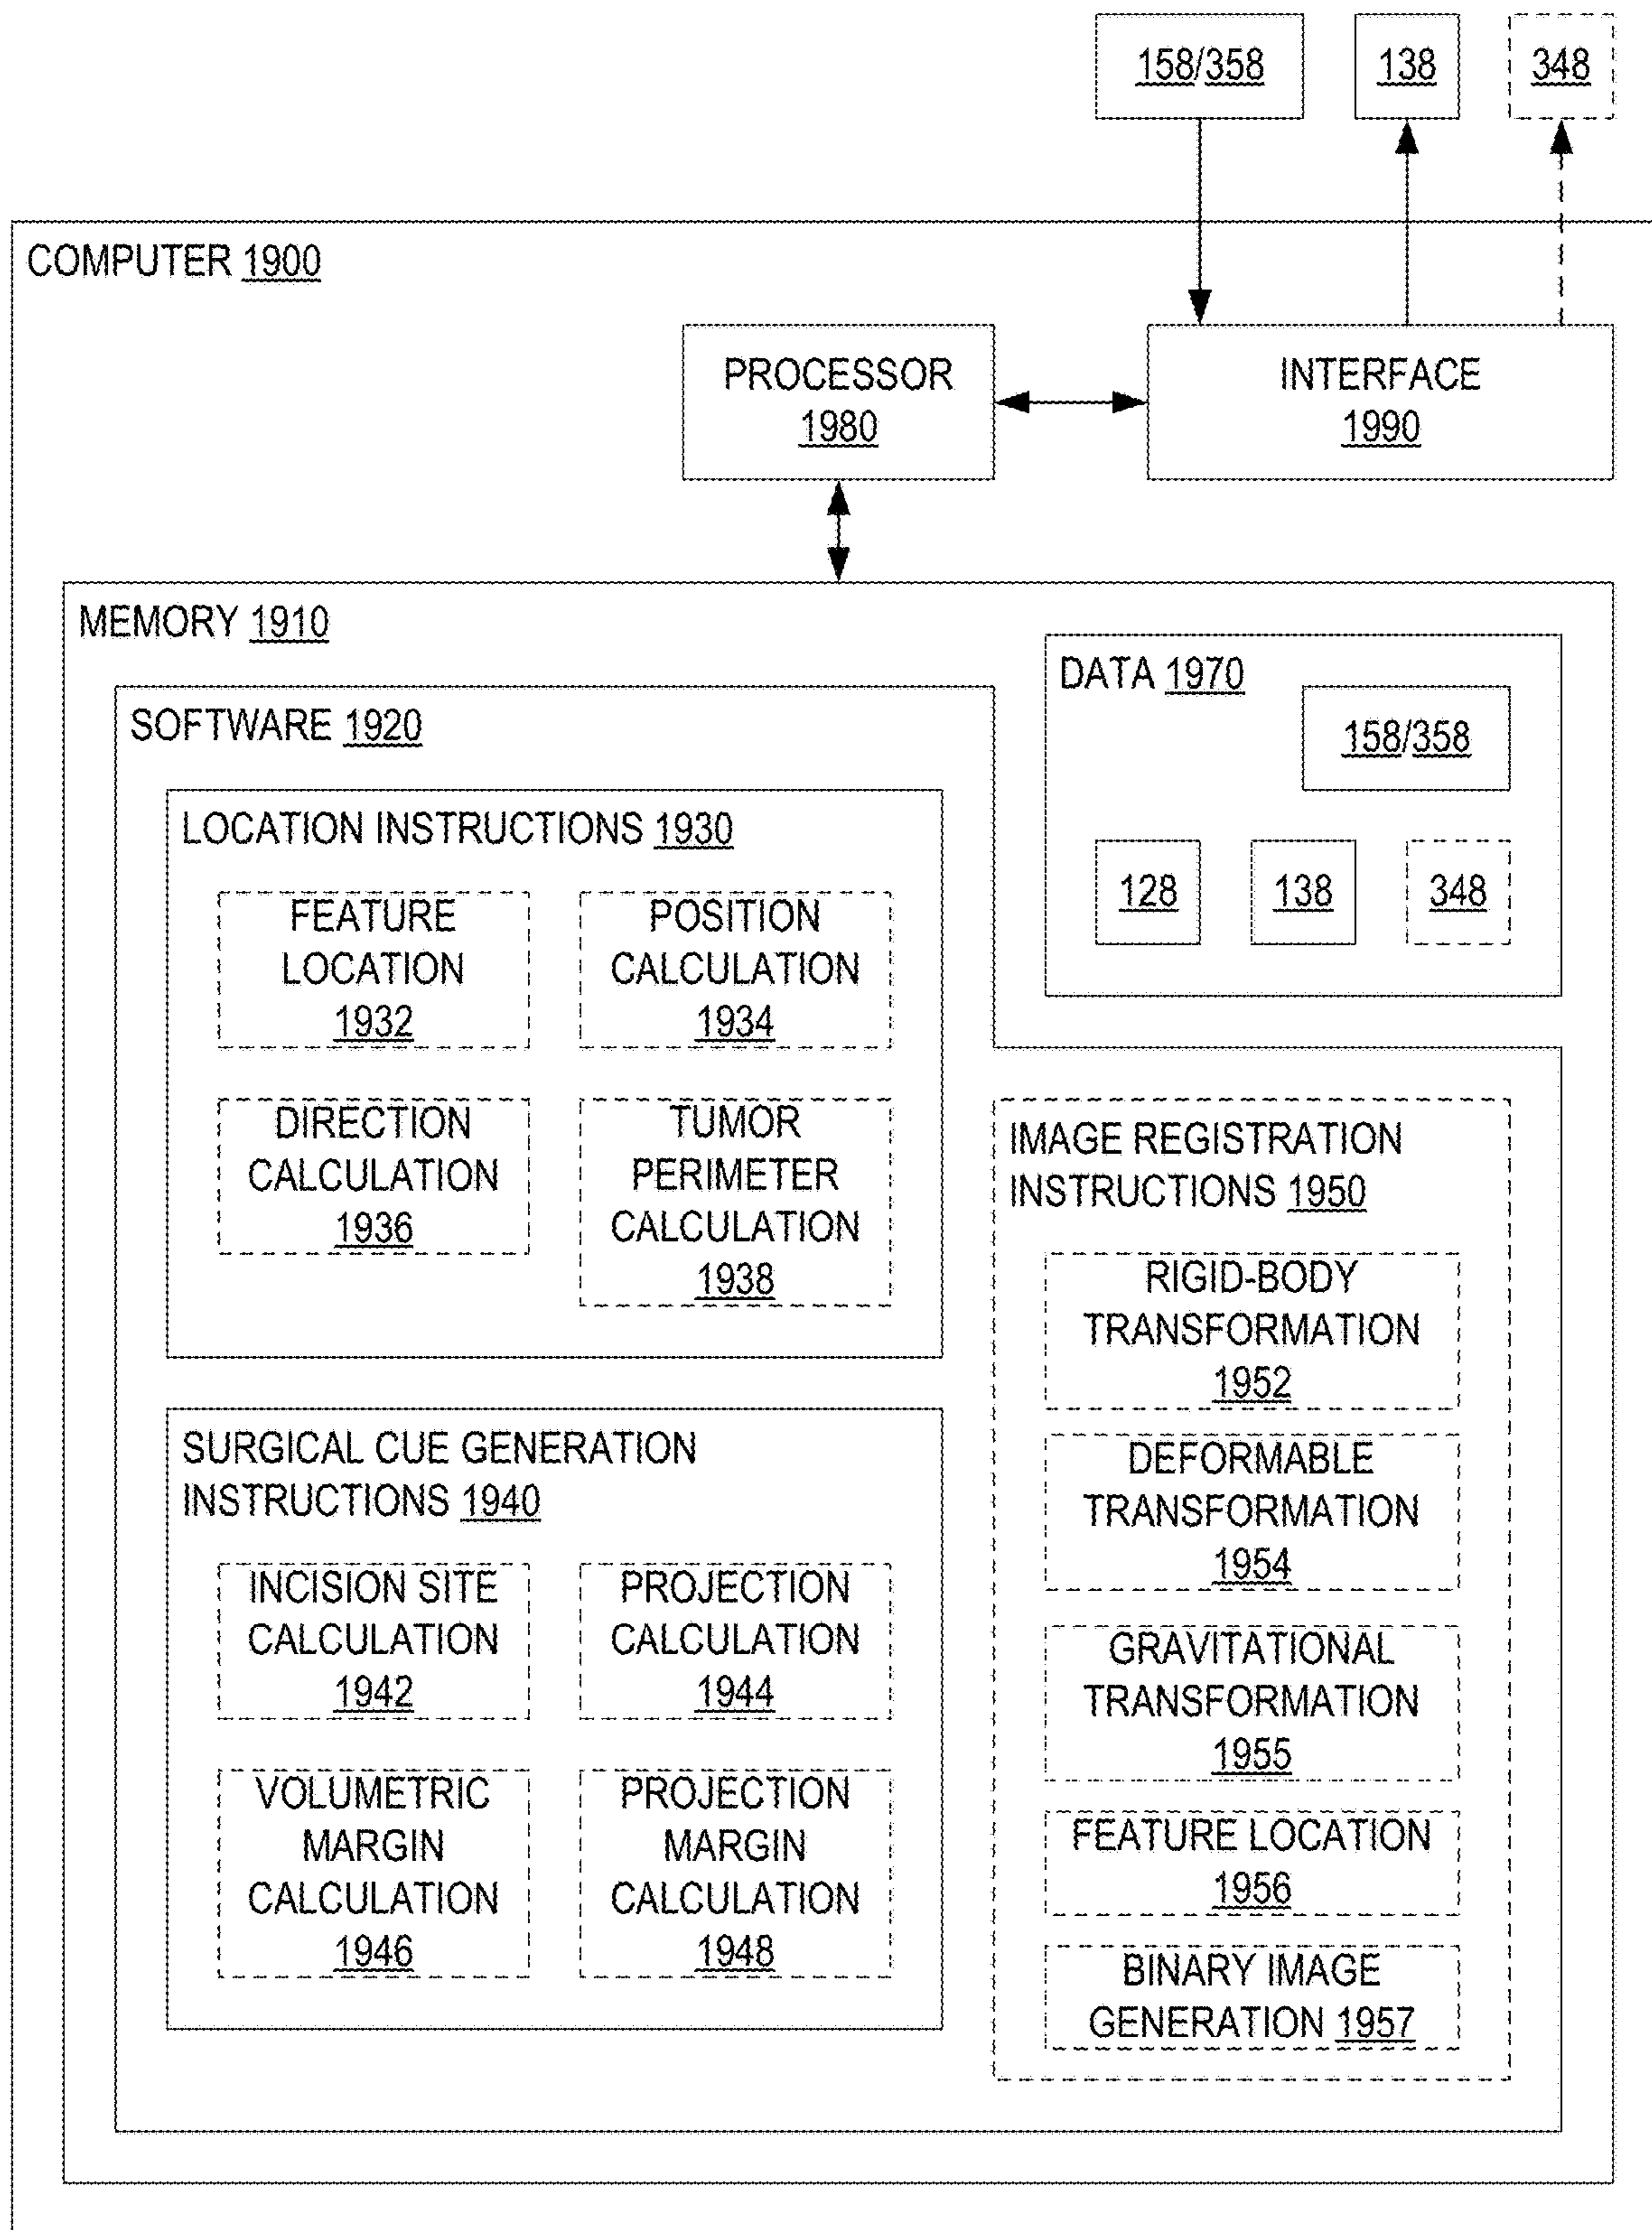 158/358
138
348
COMPUTER 1900
PROCESSOR
1980
INTERFACE
1990
MEMORY 1910
DATA 1970
158/358
128
138
348
SOFTWARE 1920
LOCATION INSTRUCTIONS 1930
FEATURE
LOCATION
1932
POSITION
CALCULATION
1934
DIRECTION
CALCULATION
1936
TUMOR
PERIMETER
CALCULATION
1938
SURGICAL CUE GENERATION
INSTRUCTIONS 1940
INCISION SITE
CALCULATION
1942
PROJECTION
CALCULATION
1944
VOLUMETRIC
MARGIN
CALCULATION
1946
PROJECTION
MARGIN
CALCULATION
1948
IMAGE REGISTRATION
INSTRUCTIONS 1950
RIGID-BODY
TRANSFORMATION
1952
DEFORMABLE
TRANSFORMATION
1954
GRAVITATIONAL
TRANSFORMATION
1955
FEATURE LOCATION
1956
BINARY IMAGE
GENERATION 1957